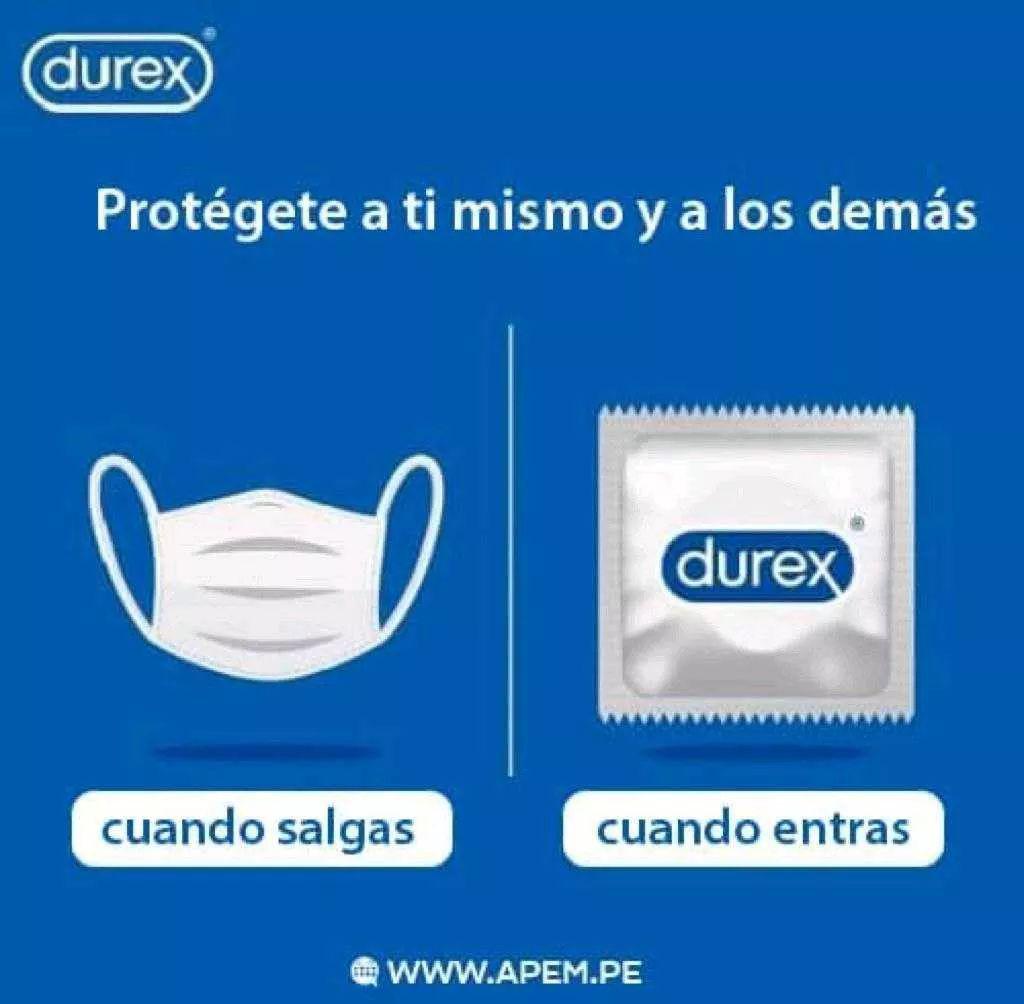 durex®
Protégete a ti mismo y a los demás
durex®
cuando salgas
cuando entras
WWW.APEM.PE